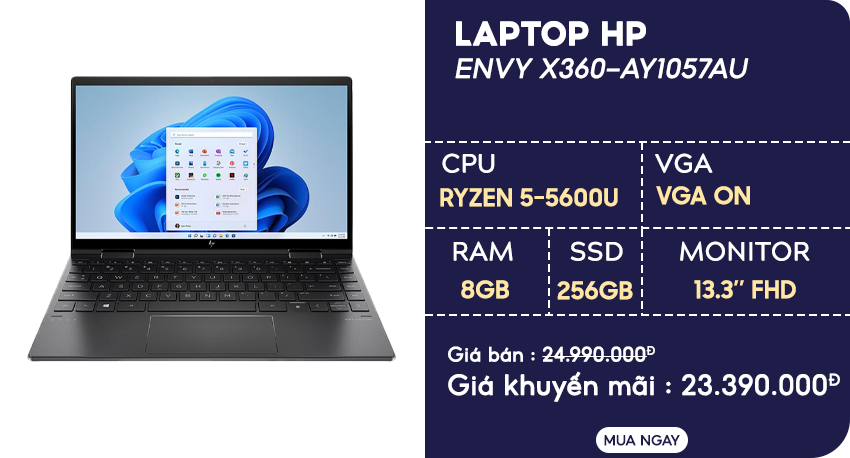 LAPTOP HP
ENVY X360-AY1057AU
CPU
RYZEN 5-5600U
VGA
VGA ON
RAM
8GB
SSD
256GB
MONITOR
13.3" FHD
Giá bán : 24.990.000Đ
Giá khuyến mãi : 23.390.000Đ
MUA NGAY